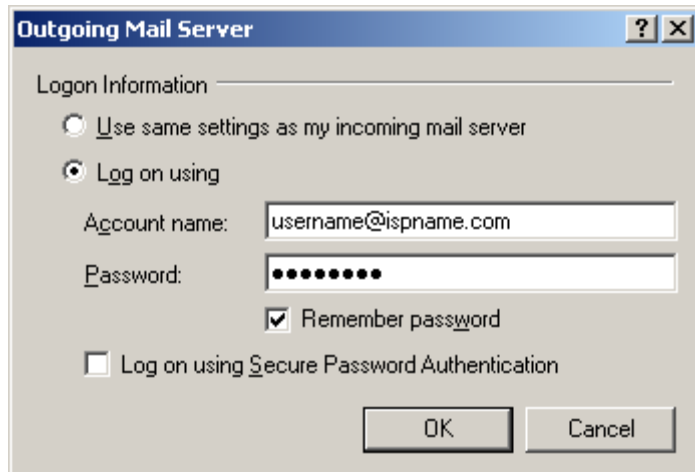 Outgoing Mail Server
Logon Information
Use same settings as my incoming mail server
Log on using
Account name: username@ispname.com
Password: ●●●●●●●●
Remember password
Log on using Secure Password Authentication
OK Cancel